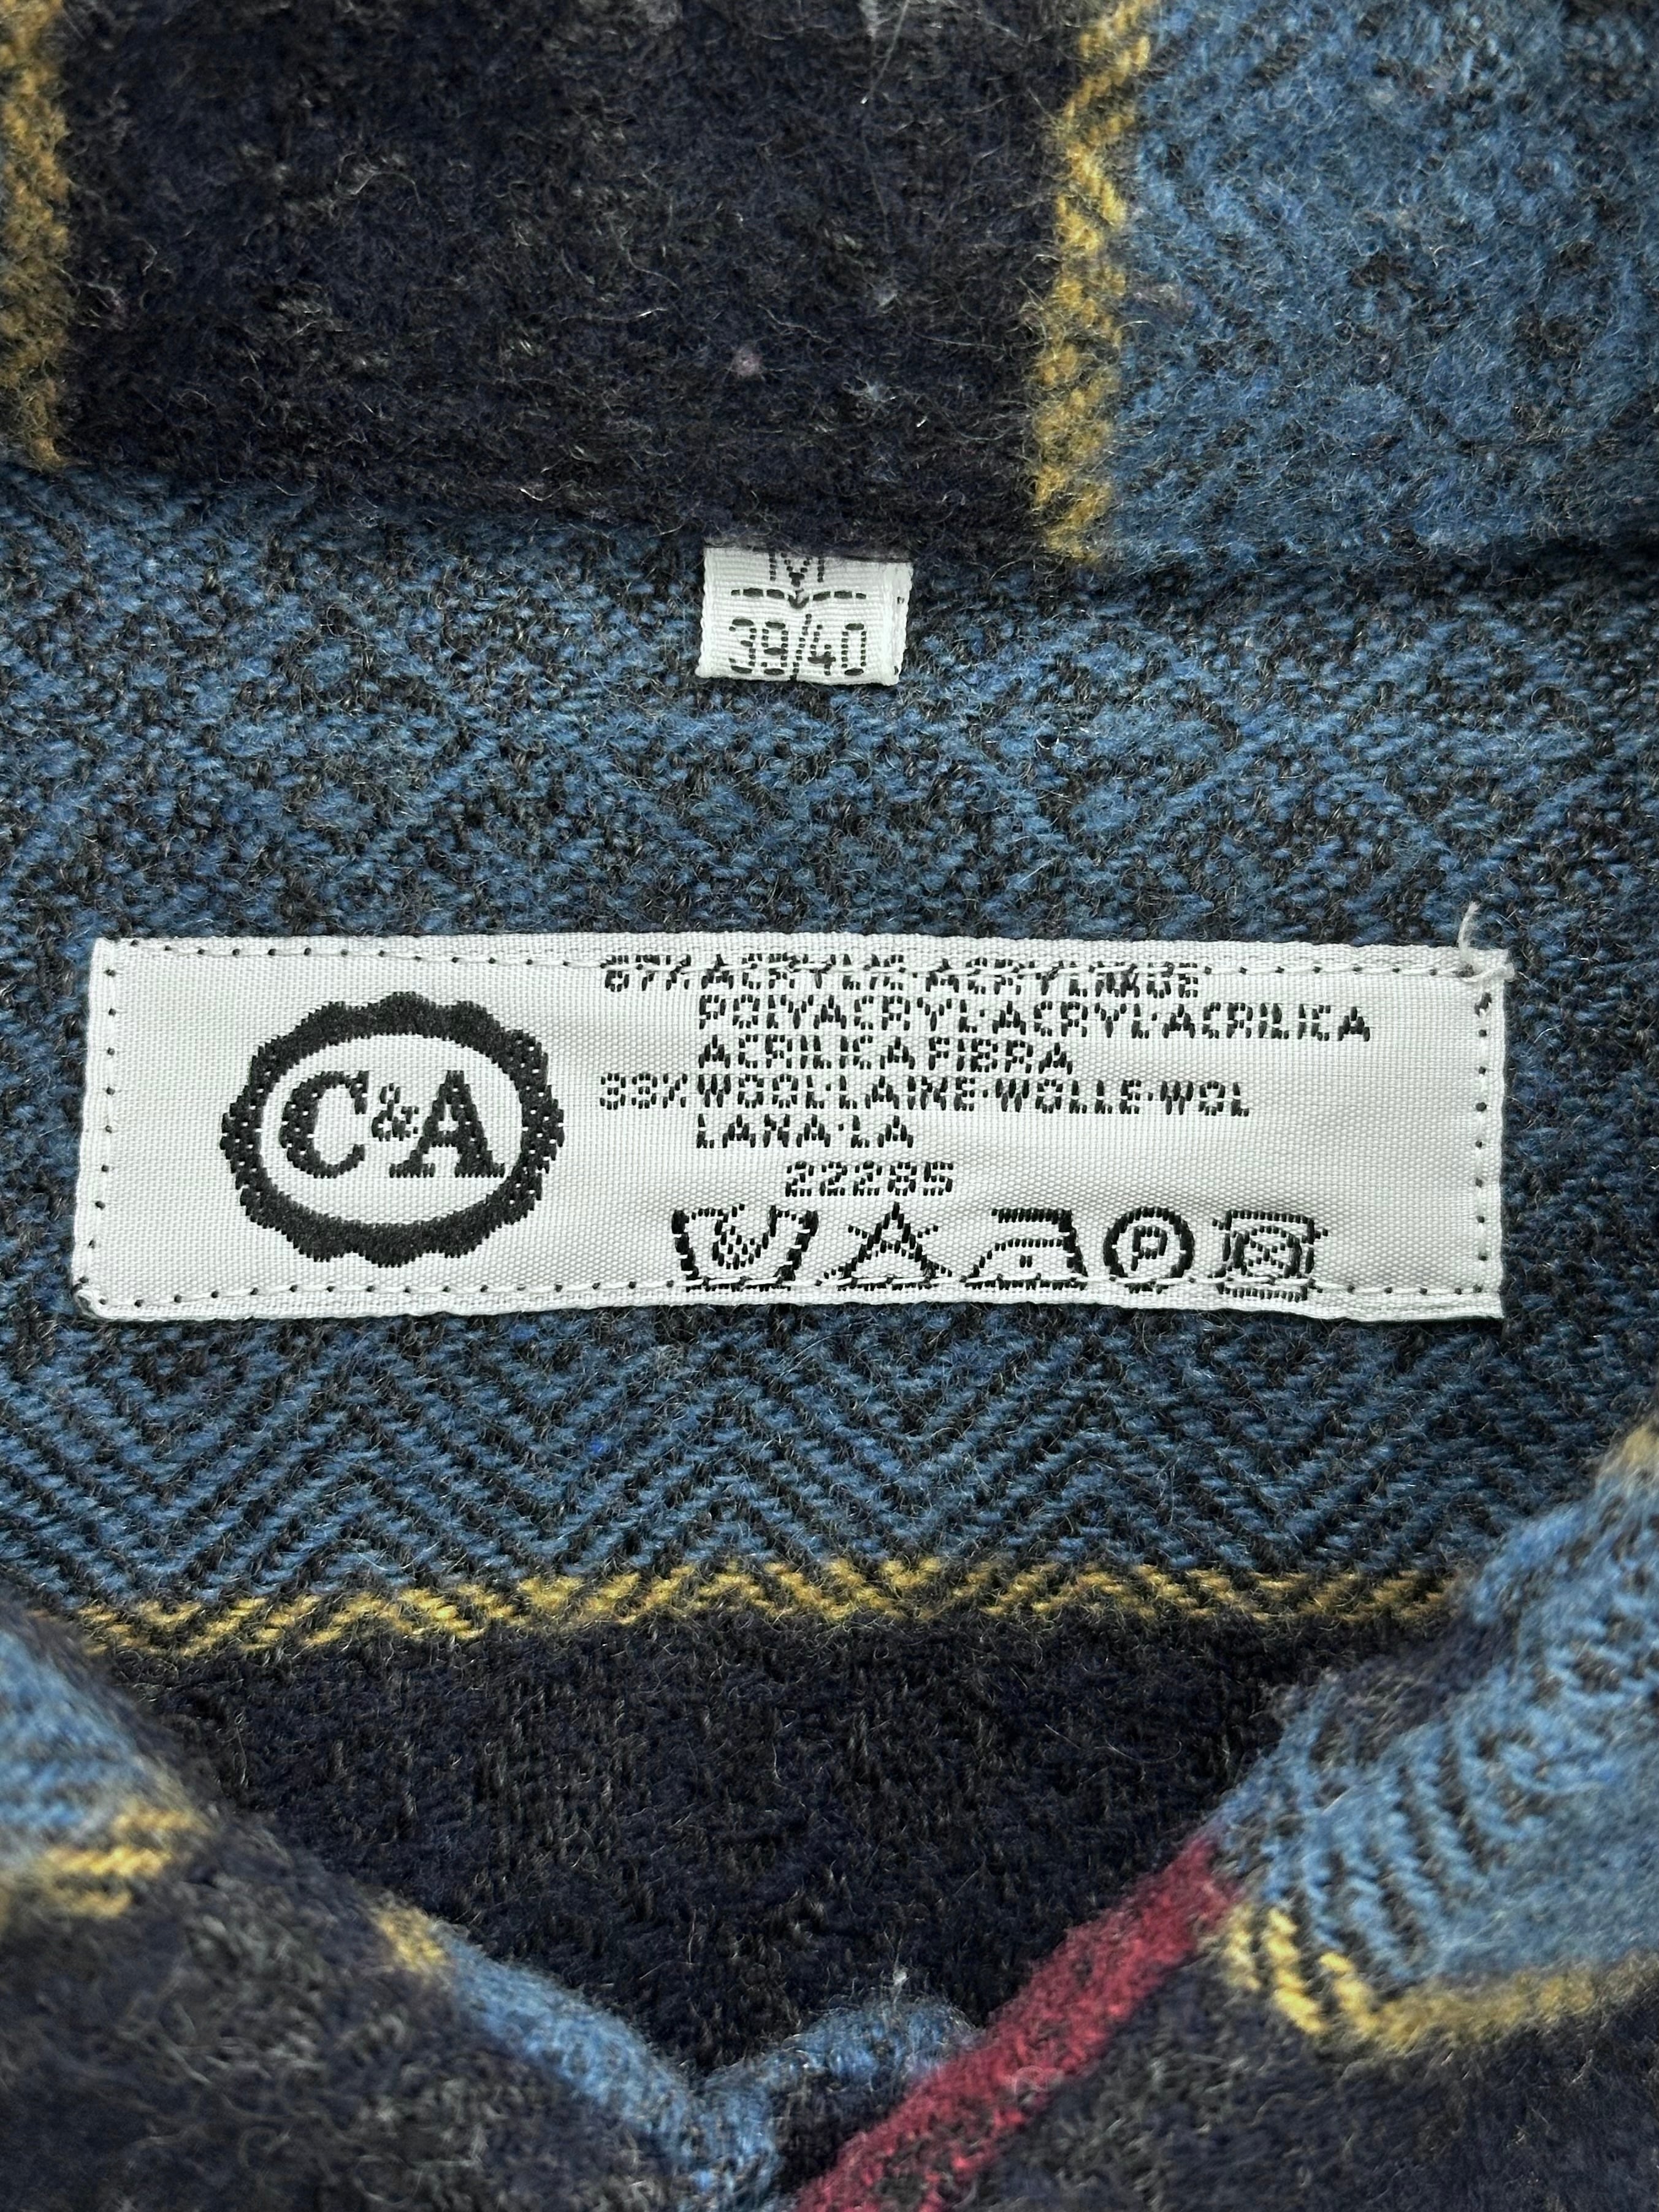 M
39/40
C&A
67% ACRYLIC·ACRYLIQUE
POLYACRYL·ACRYL·ACRILICA
ACRILICA FIBRA
33% WOOL·LAINE·WOLLE·WOL
LANA·LA
22285
P